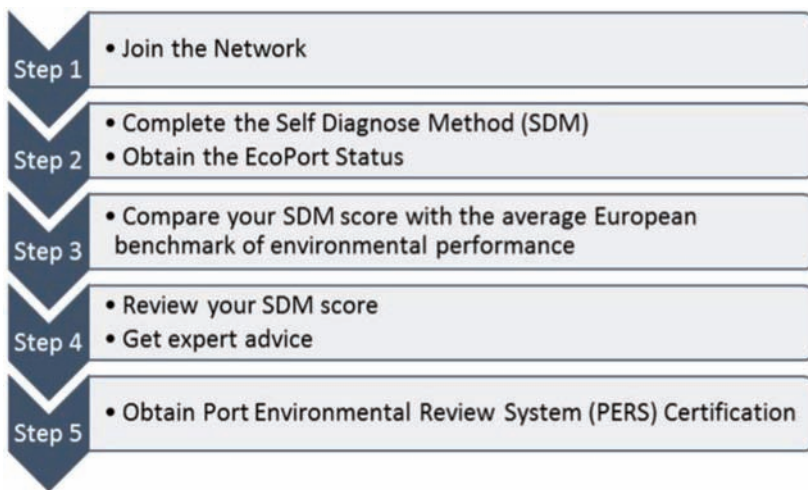 Step 1
• Join the Network
Step 2
• Complete the Self Diagnose Method (SDM)
• Obtain the EcoPort Status
Step 3
• Compare your SDM score with the average European
benchmark of environmental performance
Step 4
• Review your SDM score
• Get expert advice
Step 5
• Obtain Port Environmental Review System (PERS) Certification